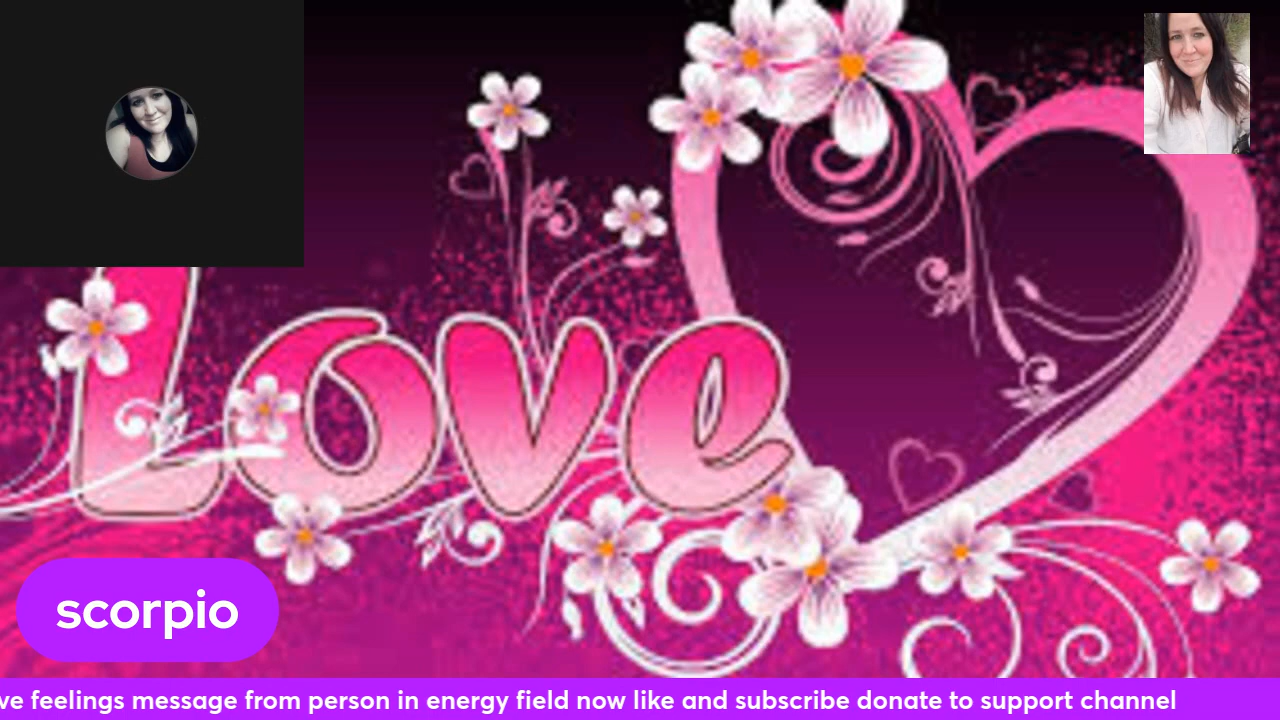 Love
scorpio
ve feelings message from person in energy field now like and subscribe donate to support channel